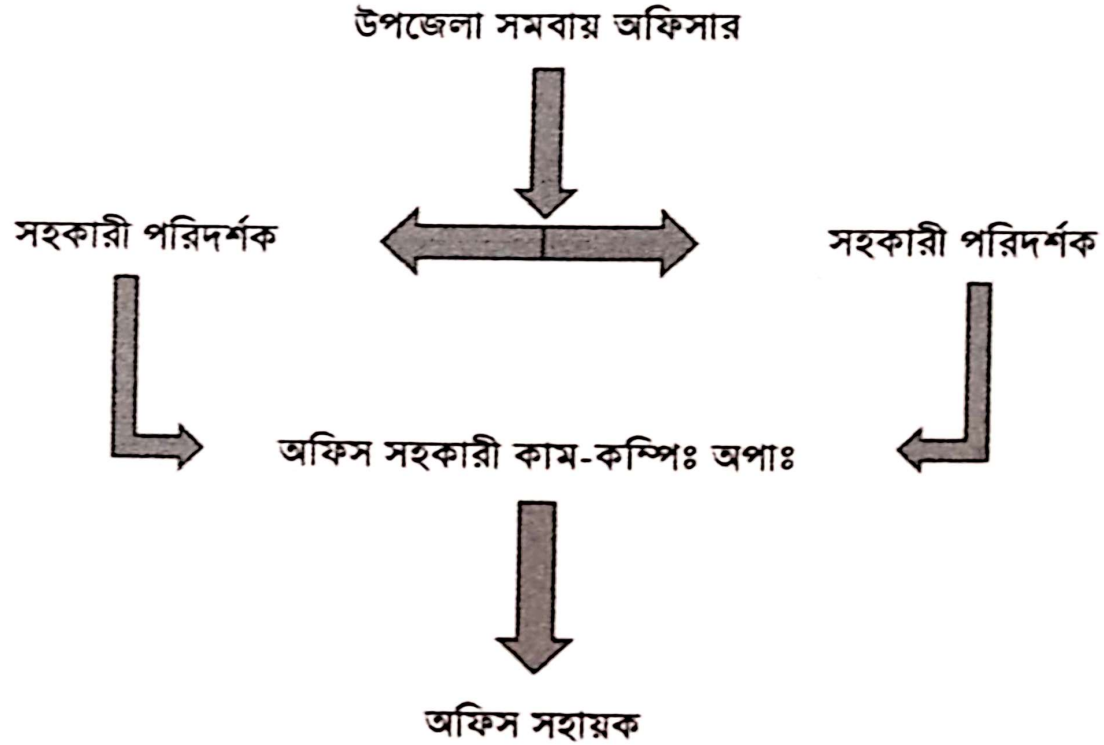 উপজেলা সমবায় অফিসার
সহকারী পরিদর্শক
সহকারী পরিদর্শক
অফিস সহকারী কাম-কম্পিঃ অপাঃ
অফিস সহায়ক